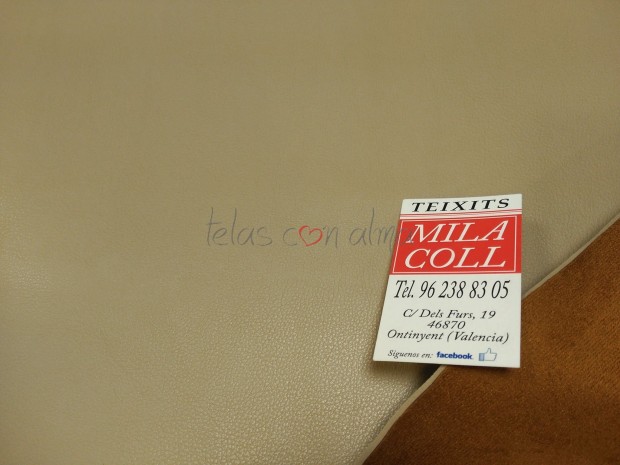 telas con alma
TEIXITS
MILA
COLL
Tel. 96 238 83 05
C/ Dels Furs, 19
46870
Ontinyent (Valencia)
Síguenos en: facebook.